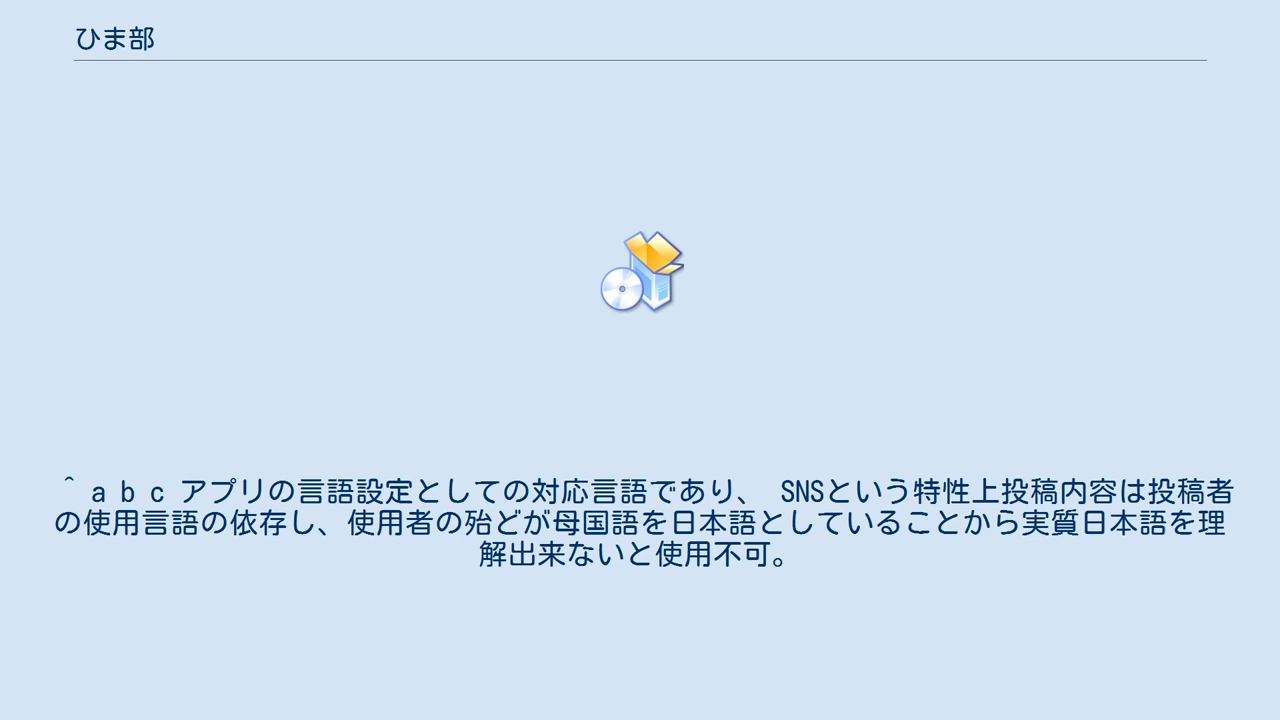 ひま部
^ a b c アプリの言語設定としての対応言語であり、 SNSという特性上投稿内容は投稿者
の使用言語の依存し、使用者の殆どが母国語を日本語としていることから実質日本語を理
解出来ないと使用不可。